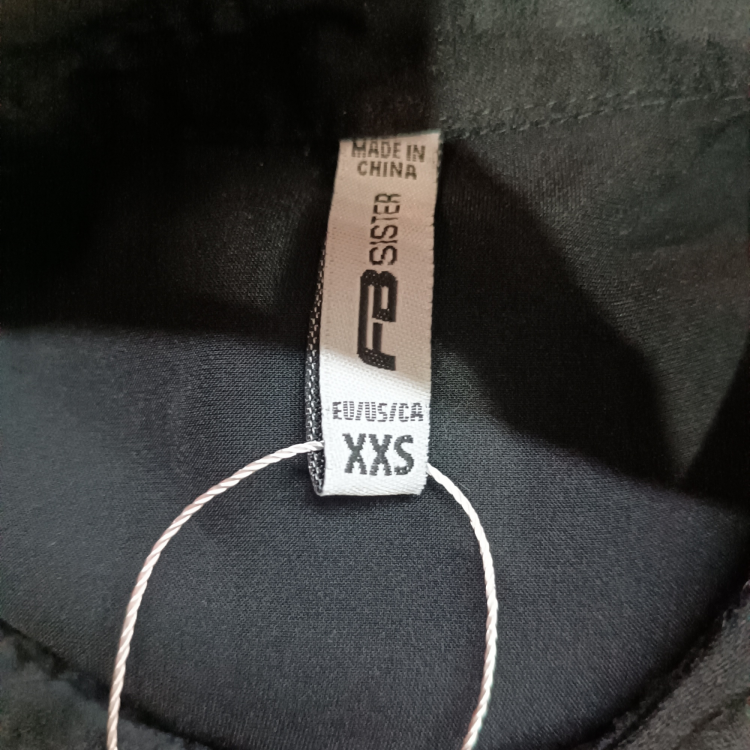 MADE IN
CHINA
FB SISTER
EU/US/CA
XXS